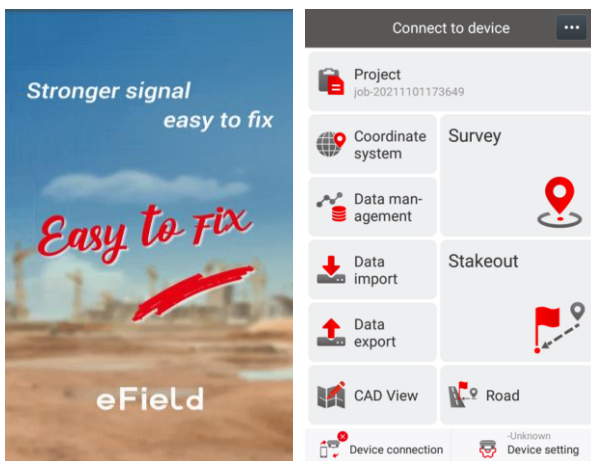 Stronger signal
easy to fix
Easy to Fix
eField
Connect to device
Project
job-20211101173649
Coordinate
system
Survey
Data man-
agement
Data
import
Stakeout
Data
export
CAD View
Road
Device connection
-Unknown
Device setting